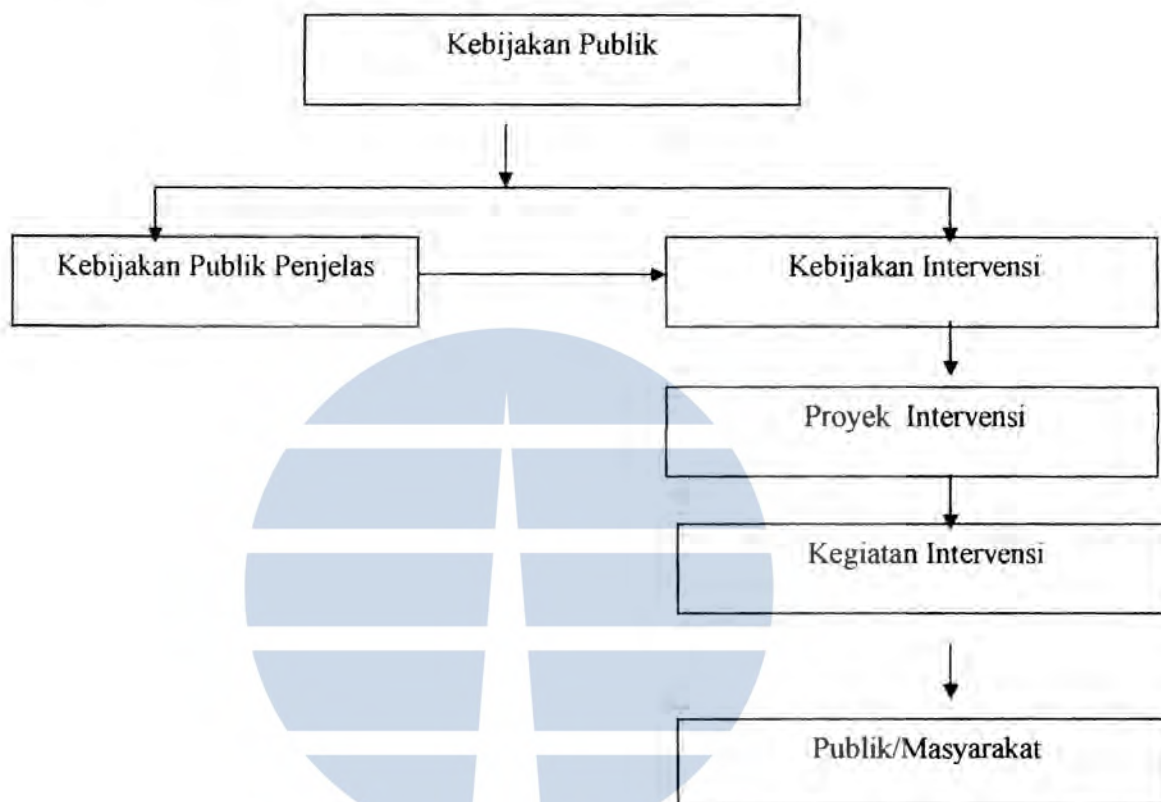 Kebijakan Publik
Kebijakan Publik Penjelas
Kebijakan Intervensi
Proyek Intervensi
Kegiatan Intervensi
Publik/Masyarakat